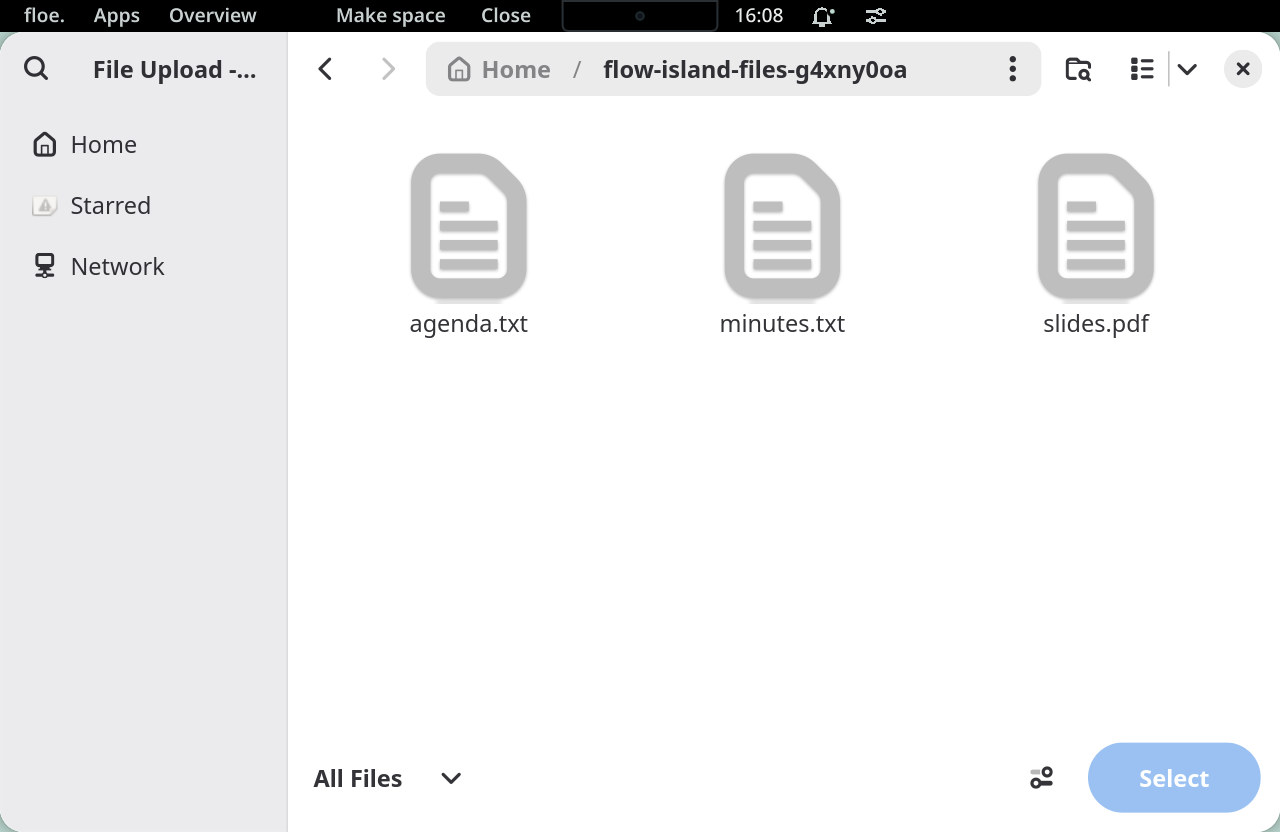 floe. Apps Overview Make space Close 16:08
File Upload -... Home / flow-island-files-g4xny0oa
Home
Starred
Network
agenda.txt minutes.txt slides.pdf
All Files Select